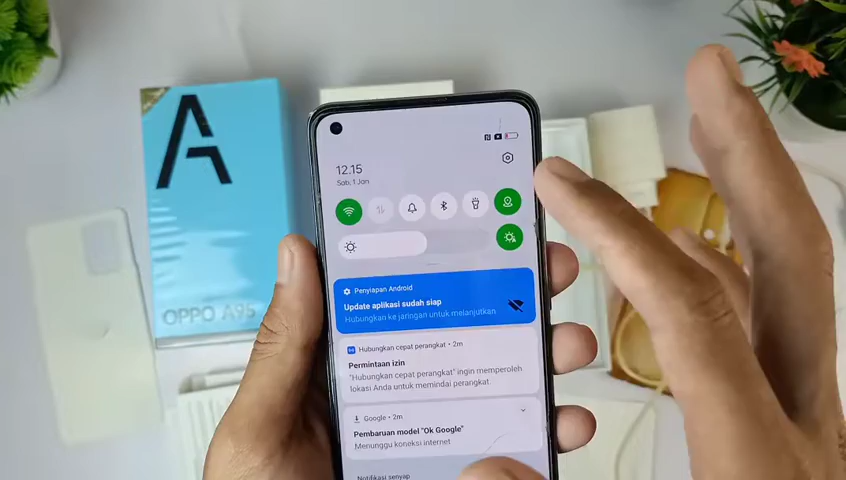 A
OPPO A95
12.15
Sab, 1 Jan
Penyiapan Android
Update aplikasi sudah siap
Hubungkan ke jaringan untuk melanjutkan
Hubungkan cepat perangkat • 2m
Permintaan izin
"Hubungkan cepat perangkat" ingin memperoleh
lokasi Anda untuk memindai perangkat.
Google • 2m
Pembaruan model "Ok Google"
Menunggu koneksi internet
Notifikasi senyap